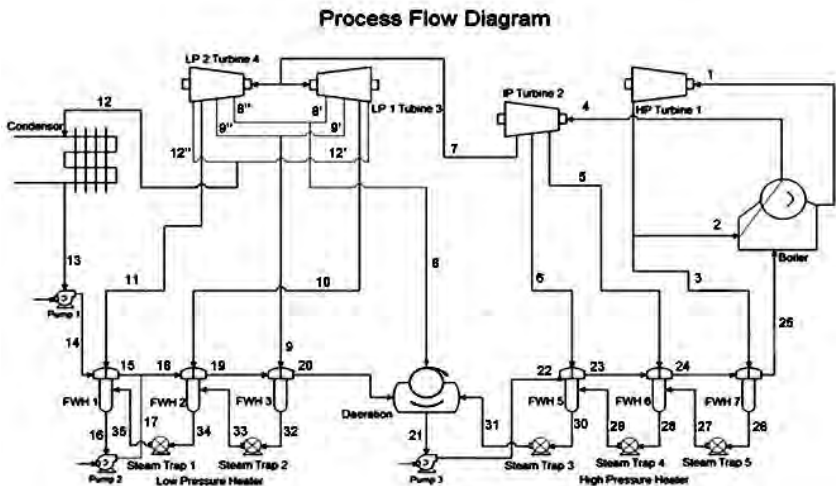 Process Flow Diagram
LP 2 Turbine 4
LP 1 Tubine 3
IP Turbine 2
HP Turbine 1
1
12
8"
8'
4
Condensor
9"
9'
7
12"
12'
5
2
Boiler
8
13
11
10
6
3
25
Pump 1
14
9
15
18
19
20
22
23
24
FWH 1
FWH 2
FWH 3
Daeration
FWH 5
FWH 6
FWH 7
17
16
35
34
33
32
21
31
30
29
28
27
26
Pump 2
Steam Trap 1
Steam Trap 2
Pump 3
Steam Trap 3
Steam Trap 4
Steam Trap 5
Low Pressure Heater
High Pressure Heater